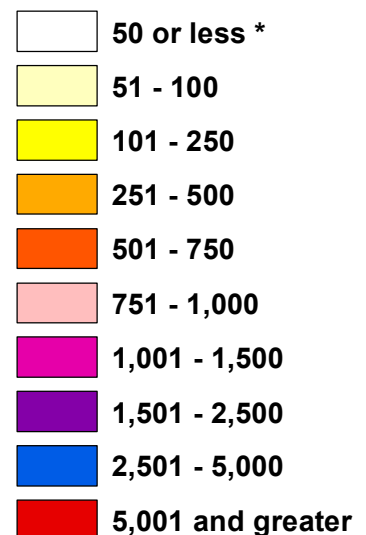 50 or less *
51 - 100
101 - 250
251 - 500
501 - 750
751 - 1,000
1,001 - 1,500
1,501 - 2,500
2,501 - 5,000
5,001 and greater